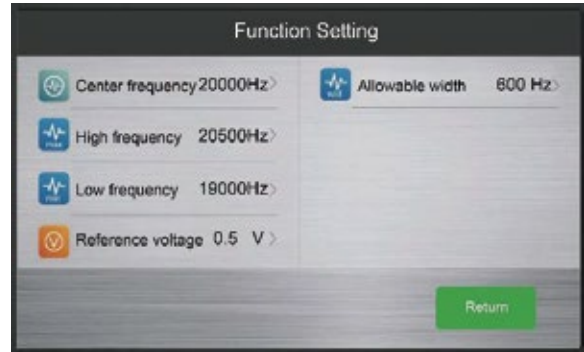 Function Setting
Center frequency 20000Hz
Allowable width 600 Hz
High frequency 20500Hz
Low frequency 19000Hz
Reference voltage 0.5 V
Return